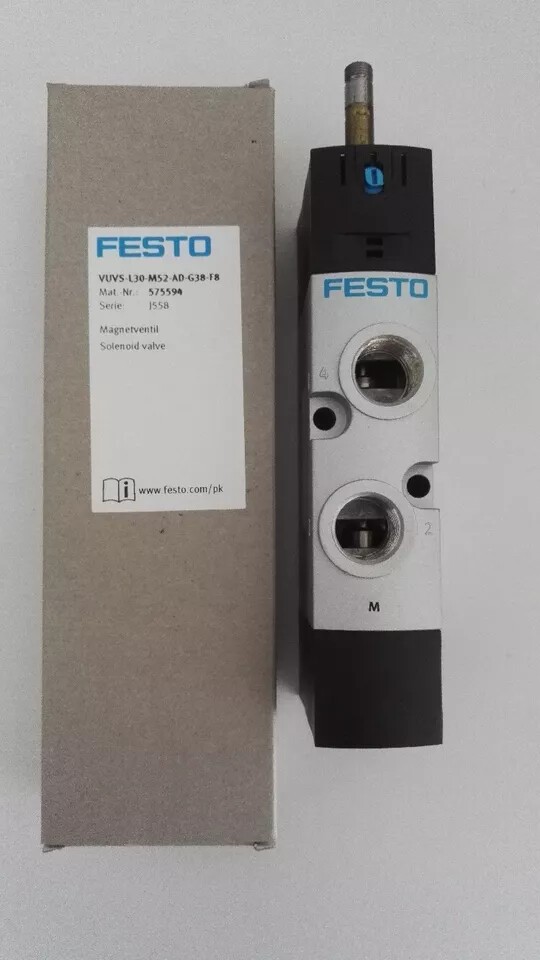 FESTO
VUVS-L30-M52-AD-G38-F8
Mat.-Nr.: 575594
Serie: J558
Magnetventil
Solenoid valve
i www.festo.com/pk
FESTO
4
2
M